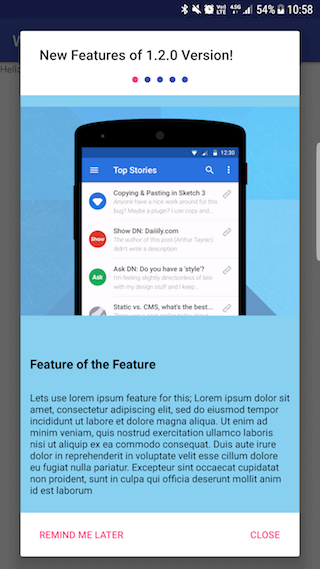 54% 10:58
W
Hello
New Features of 1.2.0 Version!
12:30
Top Stories
Copying & Pasting in Sketch 3
Anyone have a nice work around for this
bug? Maybe a plugin? I use copy and...
Show
Show DN: Daiiily.com
The author of this post (Arthur Taynic)
didn't write a description.
Ask
Ask DN: Do you have a 'style'?
I'm feeling slightly directionless of late
with my design stuff and I keep...
Static vs. CMS, what's the best...
Feature of the Feature
Lets use lorem ipsum feature for this; Lorem ipsum dolor sit
amet, consectetur adipiscing elit, sed do eiusmod tempor
incididunt ut labore et dolore magna aliqua. Ut enim ad
minim veniam, quis nostrud exercitation ullamco laboris
nisi ut aliquip ex ea commodo consequat. Duis aute irure
dolor in reprehenderit in voluptate velit esse cillum dolore
eu fugiat nulla pariatur. Excepteur sint occaecat cupidatat
non proident, sunt in culpa qui officia deserunt mollit anim
id est laborum
REMIND ME LATER
CLOSE